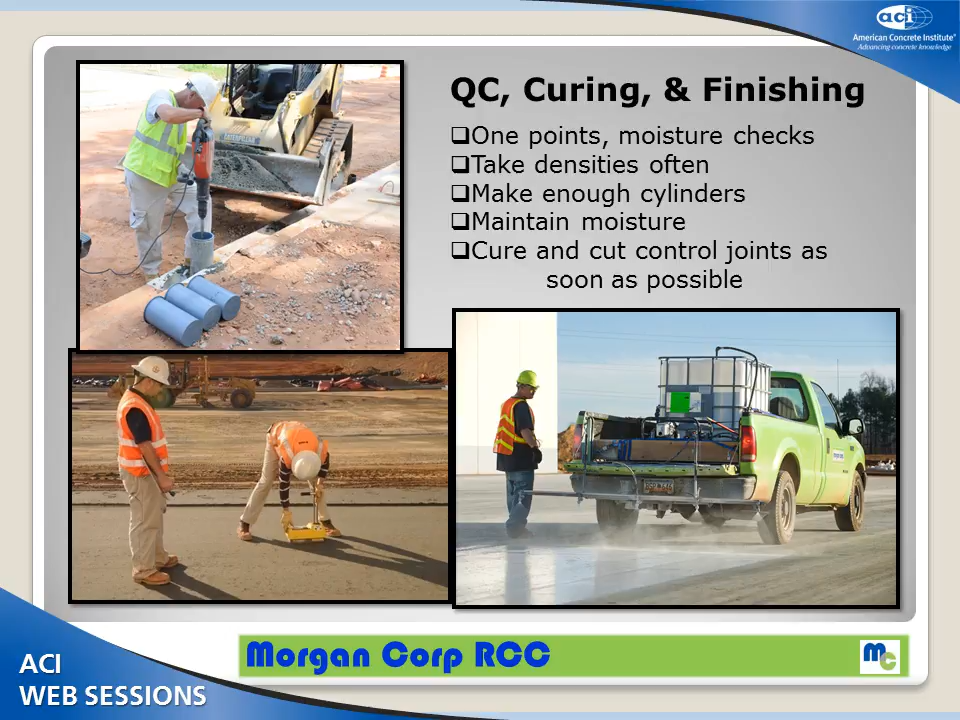 aci
American Concrete Institute®
Advancing concrete knowledge
QC, Curing, & Finishing
❑One points, moisture checks
❑Take densities often
❑Make enough cylinders
❑Maintain moisture
❑Cure and cut control joints as
soon as possible
CATERPILLAR
Morgan Corp RCC
mc
ACI
WEB SESSIONS